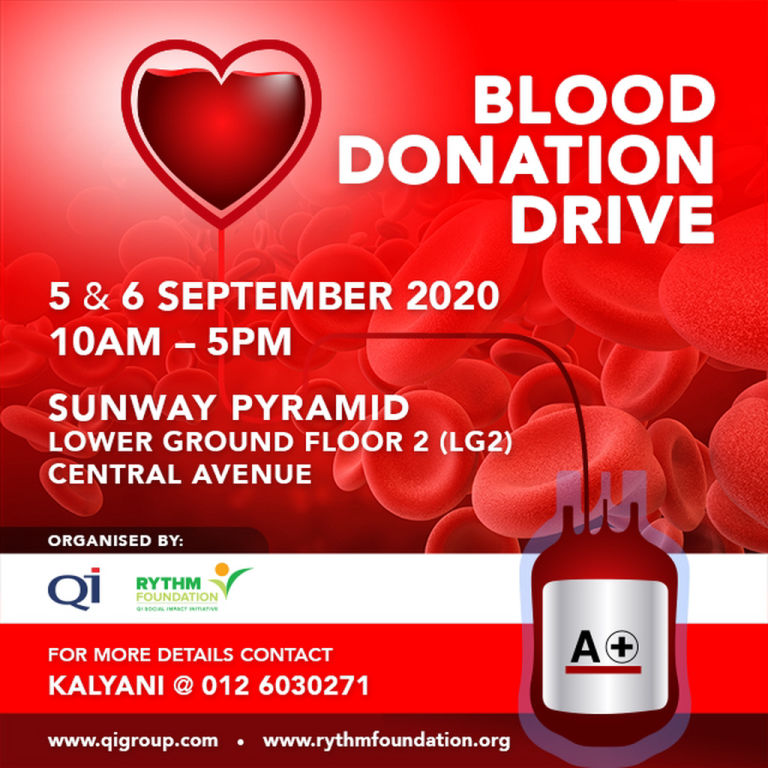 BLOOD
DONATION
DRIVE
5 & 6 SEPTEMBER 2020
10AM – 5PM
SUNWAY PYRAMID
LOWER GROUND FLOOR 2 (LG2)
CENTRAL AVENUE
ORGANISED BY:
Qi
RYTHM
FOUNDATION
QI SOCIAL IMPACT INITIATIVE
A+
FOR MORE DETAILS CONTACT
KALYANI @ 012 6030271
www.qigroup.com • www.rythmfoundation.org